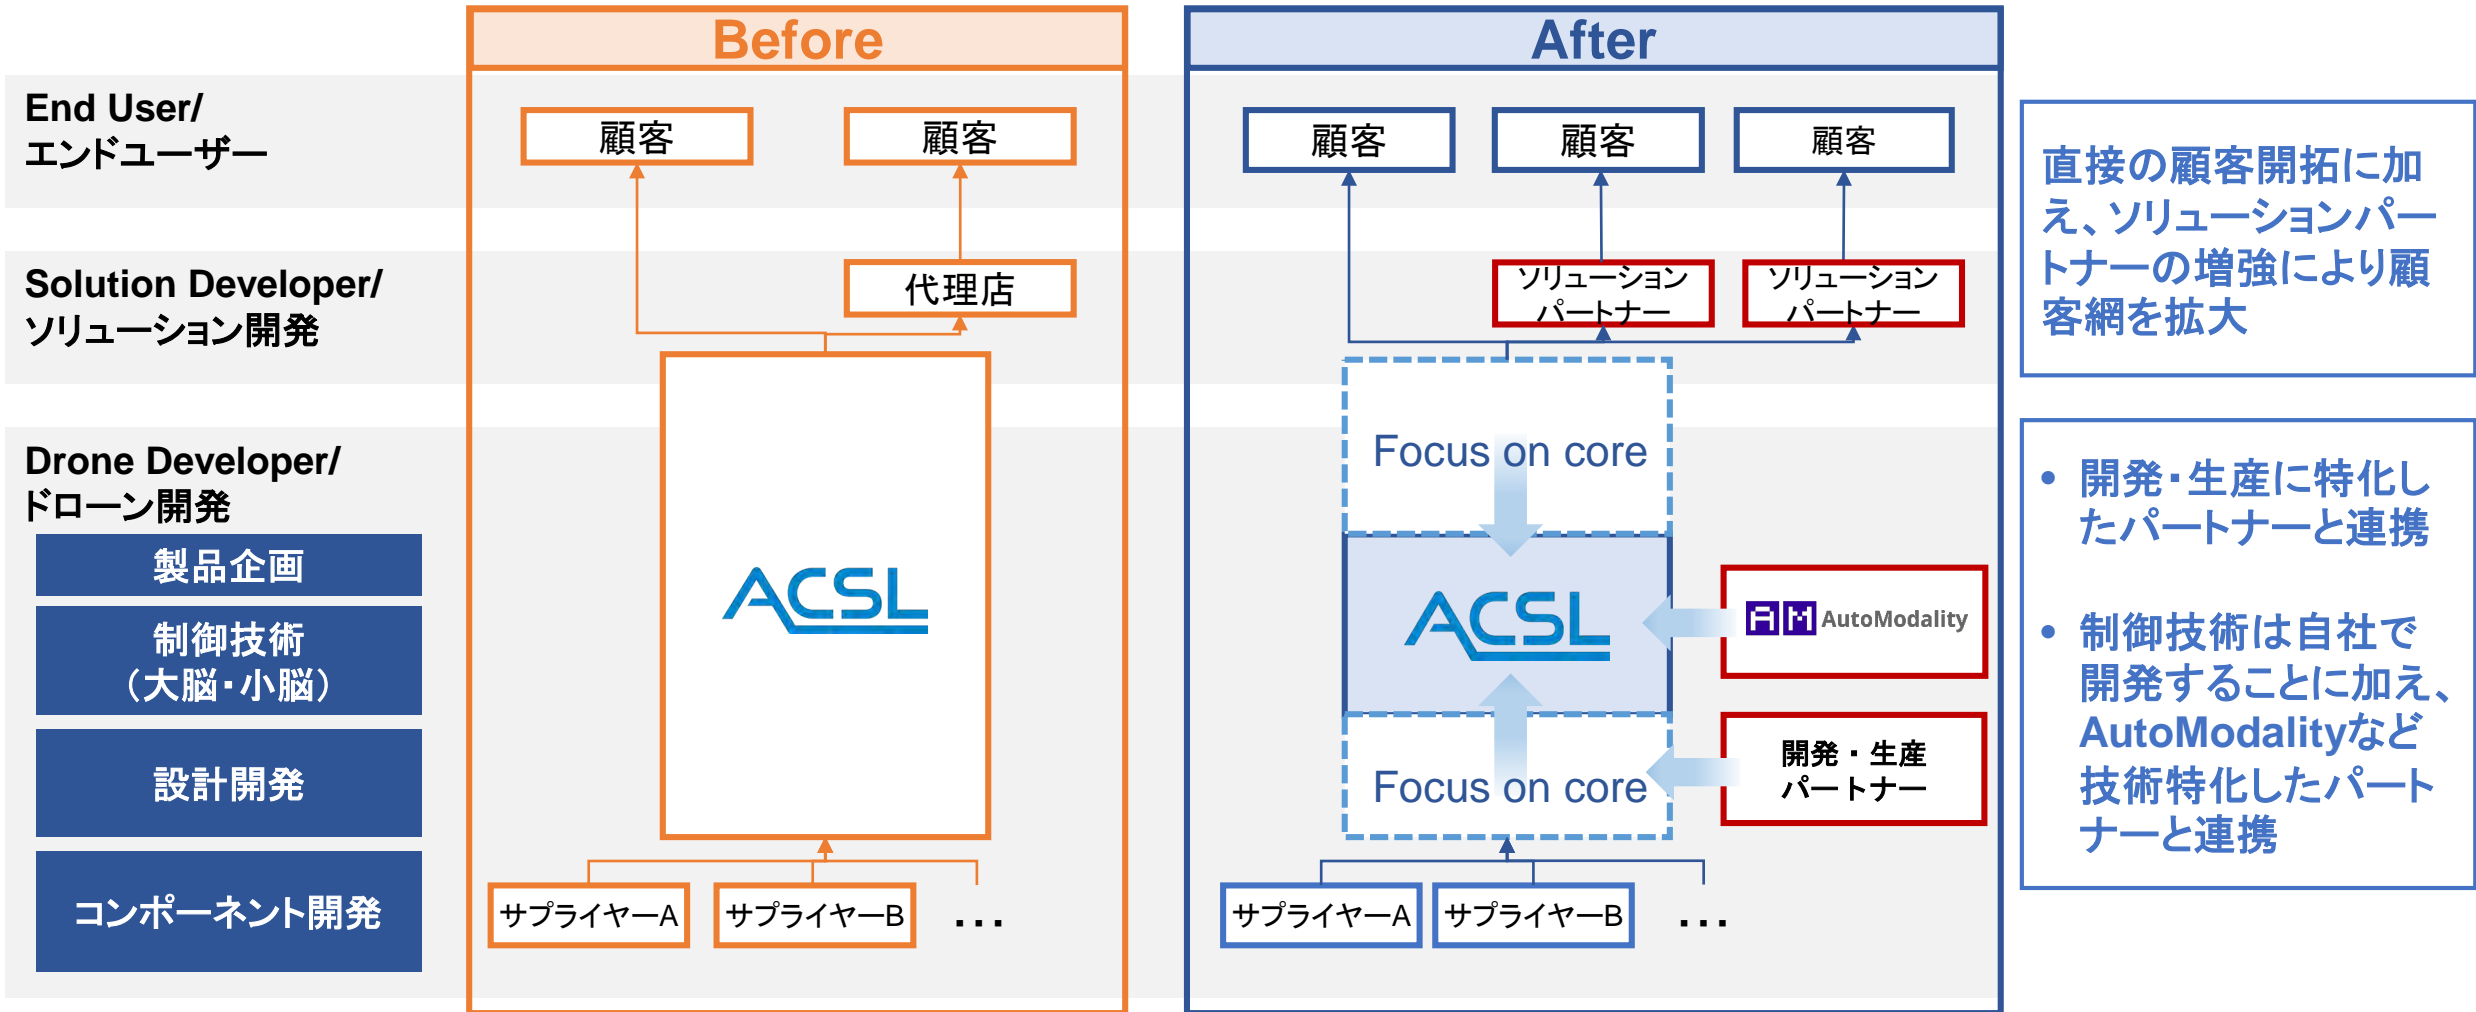 Before
After
End User/
エンドユーザー
顧客
顧客
顧客
顧客
顧客
直接の顧客開拓に加
え、ソリューションパー
トナーの増強により顧
客網を拡大
Solution Developer/
ソリューション開発
代理店
ソリューション
パートナー
ソリューション
パートナー
Drone Developer/
ドローン開発
製品企画
制御技術
（大脳・小脳）
設計開発
コンポーネント開発
ACSL
サプライヤーA
サプライヤーB
...
Focus on core
ACSL
Focus on core
AM AutoModality
開発・生産
パートナー
サプライヤーA
サプライヤーB
...
• 開発・生産に特化し
たパートナーと連携
• 制御技術は自社で
開発することに加え、
AutoModalityなど
技術特化したパート
ナーと連携